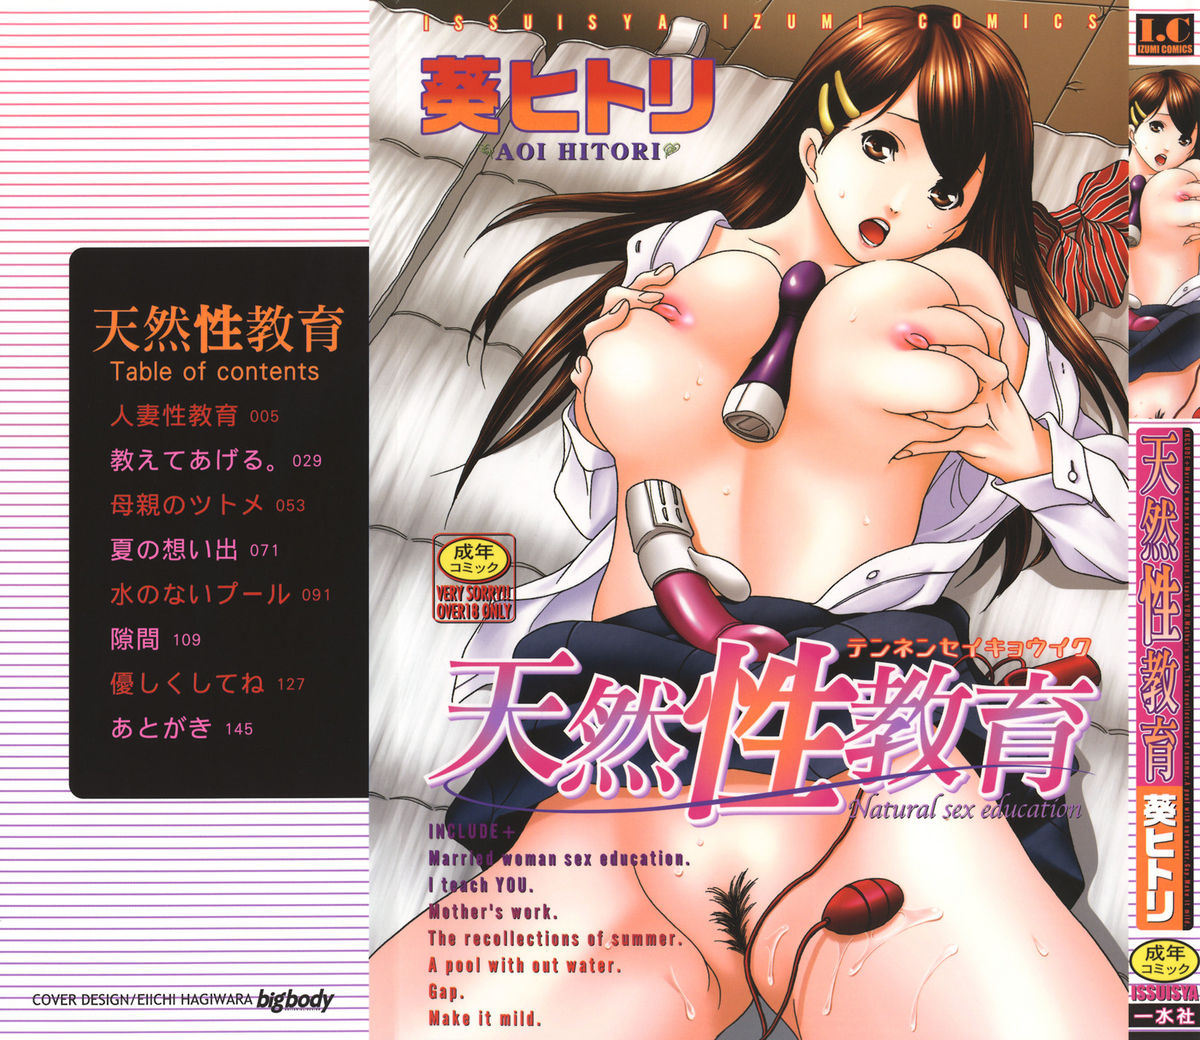 天然性教育
Table of contents
人妻性教育 005
教えてあげる。 029
母親のツトメ 053
夏の想い出 071
水のないプール 091
隙間 109
優しくしてね 127
あとがき 145
COVER DESIGN/EIICHI HAGIWARA bigbody
ISSUISYA IZUMI COMICS
葵ヒトリ
AOI HITORI
成年
コミック
VERY SORRY!!
OVER18 ONLY
テンネンセイキョウイク
天然性教育
Natural sex education
INCLUDE+
Married woman sex education.
I teach YOU.
Mother's work.
The recollections of summer.
A pool with out water.
Gap.
Make it mild.
I.C
IZUMI COMICS
天然性教育
葵ヒトリ
成年
コミック
ISSUISYA
一水社